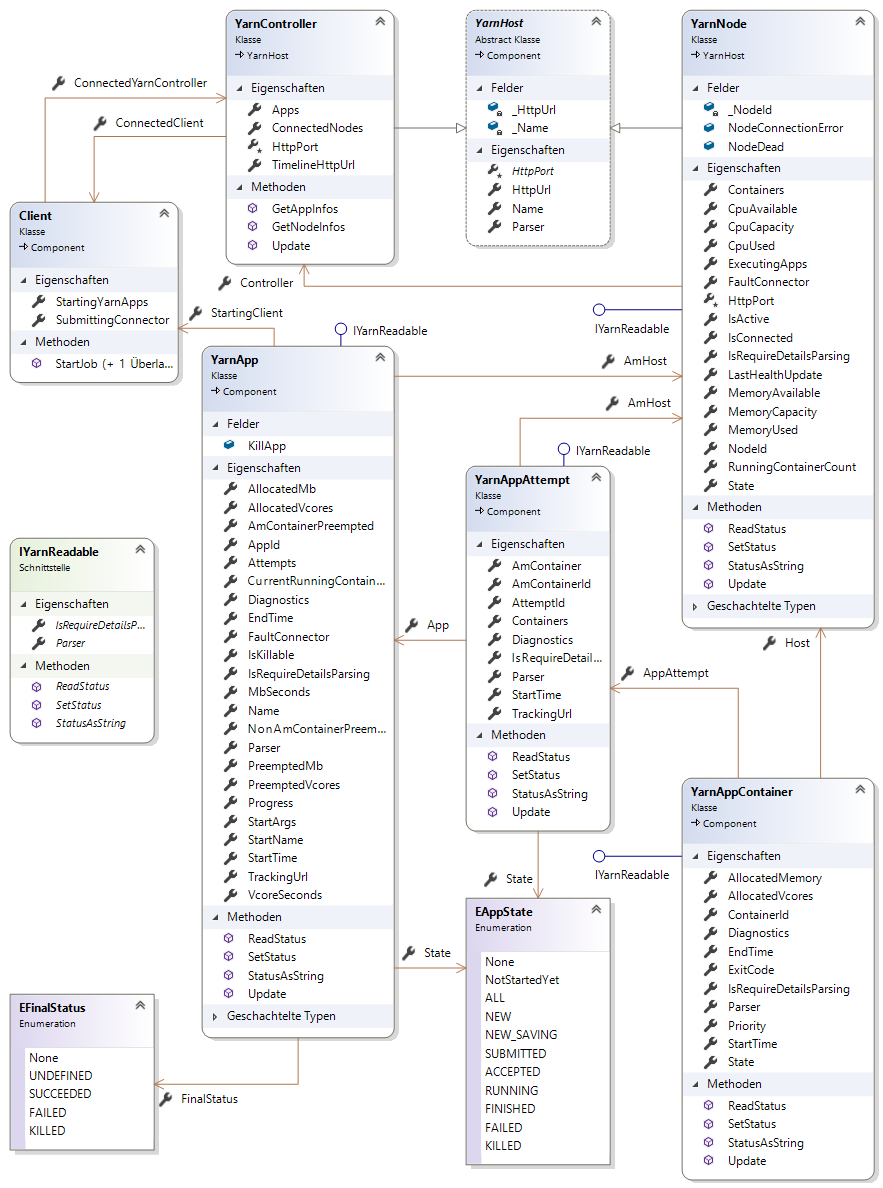 YarnController
Klasse
YarnHost
Eigenschaften
Apps
ConnectedNodes
HttpPort
TimelineHttpUrl
Methoden
GetAppInfos
GetNodeInfos
Update
YarnHost
Abstract Klasse
Component
Felder
_HttpUrl
_Name
Eigenschaften
HttpPort
HttpUrl
Name
Parser
YarnNode
Klasse
YarnHost
Felder
_NodeId
NodeConnectionError
NodeDead
Eigenschaften
Containers
CpuAvailable
CpuCapacity
CpuUsed
ExecutingApps
FaultConnector
HttpPort
IsActive
IsConnected
IsRequireDetailsParsing
LastHealthUpdate
MemoryAvailable
MemoryCapacity
MemoryUsed
NodeId
RunningContainerCount
State
Methoden
ReadStatus
SetStatus
StatusAsString
Update
Geschachtelte Typen
ConnectedYarnController
ConnectedClient
Client
Klasse
Component
Eigenschaften
StartingYarnApps
SubmittingConnector
Methoden
StartJob (+ 1 Überla...
Controller
StartingClient
IYarnReadable
IYarnReadable
AmHost
AmHost
IYarnReadable
YarnApp
Klasse
Component
Felder
KillApp
Eigenschaften
AllocatedMb
AllocatedVcores
AmContainerPreempted
AppId
Attempts
CurrentRunningContain...
Diagnostics
EndTime
FaultConnector
IsKillable
IsRequireDetailsParsing
MbSeconds
Name
NonAmContainerPreem...
Parser
PreemptedMb
PreemptedVcores
Progress
StartArgs
StartName
StartTime
TrackingUrl
VcoreSeconds
Methoden
ReadStatus
SetStatus
StatusAsString
Update
Geschachtelte Typen
YarnAppAttempt
Klasse
Component
Eigenschaften
AmContainer
AmContainerId
AttemptId
Containers
Diagnostics
IsRequireDetail...
Parser
StartTime
TrackingUrl
Methoden
ReadStatus
SetStatus
StatusAsString
Update
IYarnReadable
Schnittstelle
Eigenschaften
IsRequireDetailsP...
Parser
Methoden
ReadStatus
SetStatus
StatusAsString
App
Host
AppAttempt
YarnAppContainer
Klasse
Component
Eigenschaften
AllocatedMemory
AllocatedVcores
ContainerId
Diagnostics
EndTime
ExitCode
IsRequireDetailsParsing
Parser
Priority
StartTime
State
Methoden
ReadStatus
SetStatus
StatusAsString
Update
IYarnReadable
State
State
EAppState
Enumeration
None
NotStartedYet
ALL
NEW
NEW_SAVING
SUBMITTED
ACCEPTED
RUNNING
FINISHED
FAILED
KILLED
EFinalStatus
Enumeration
None
UNDEFINED
SUCCEEDED
FAILED
KILLED
FinalStatus